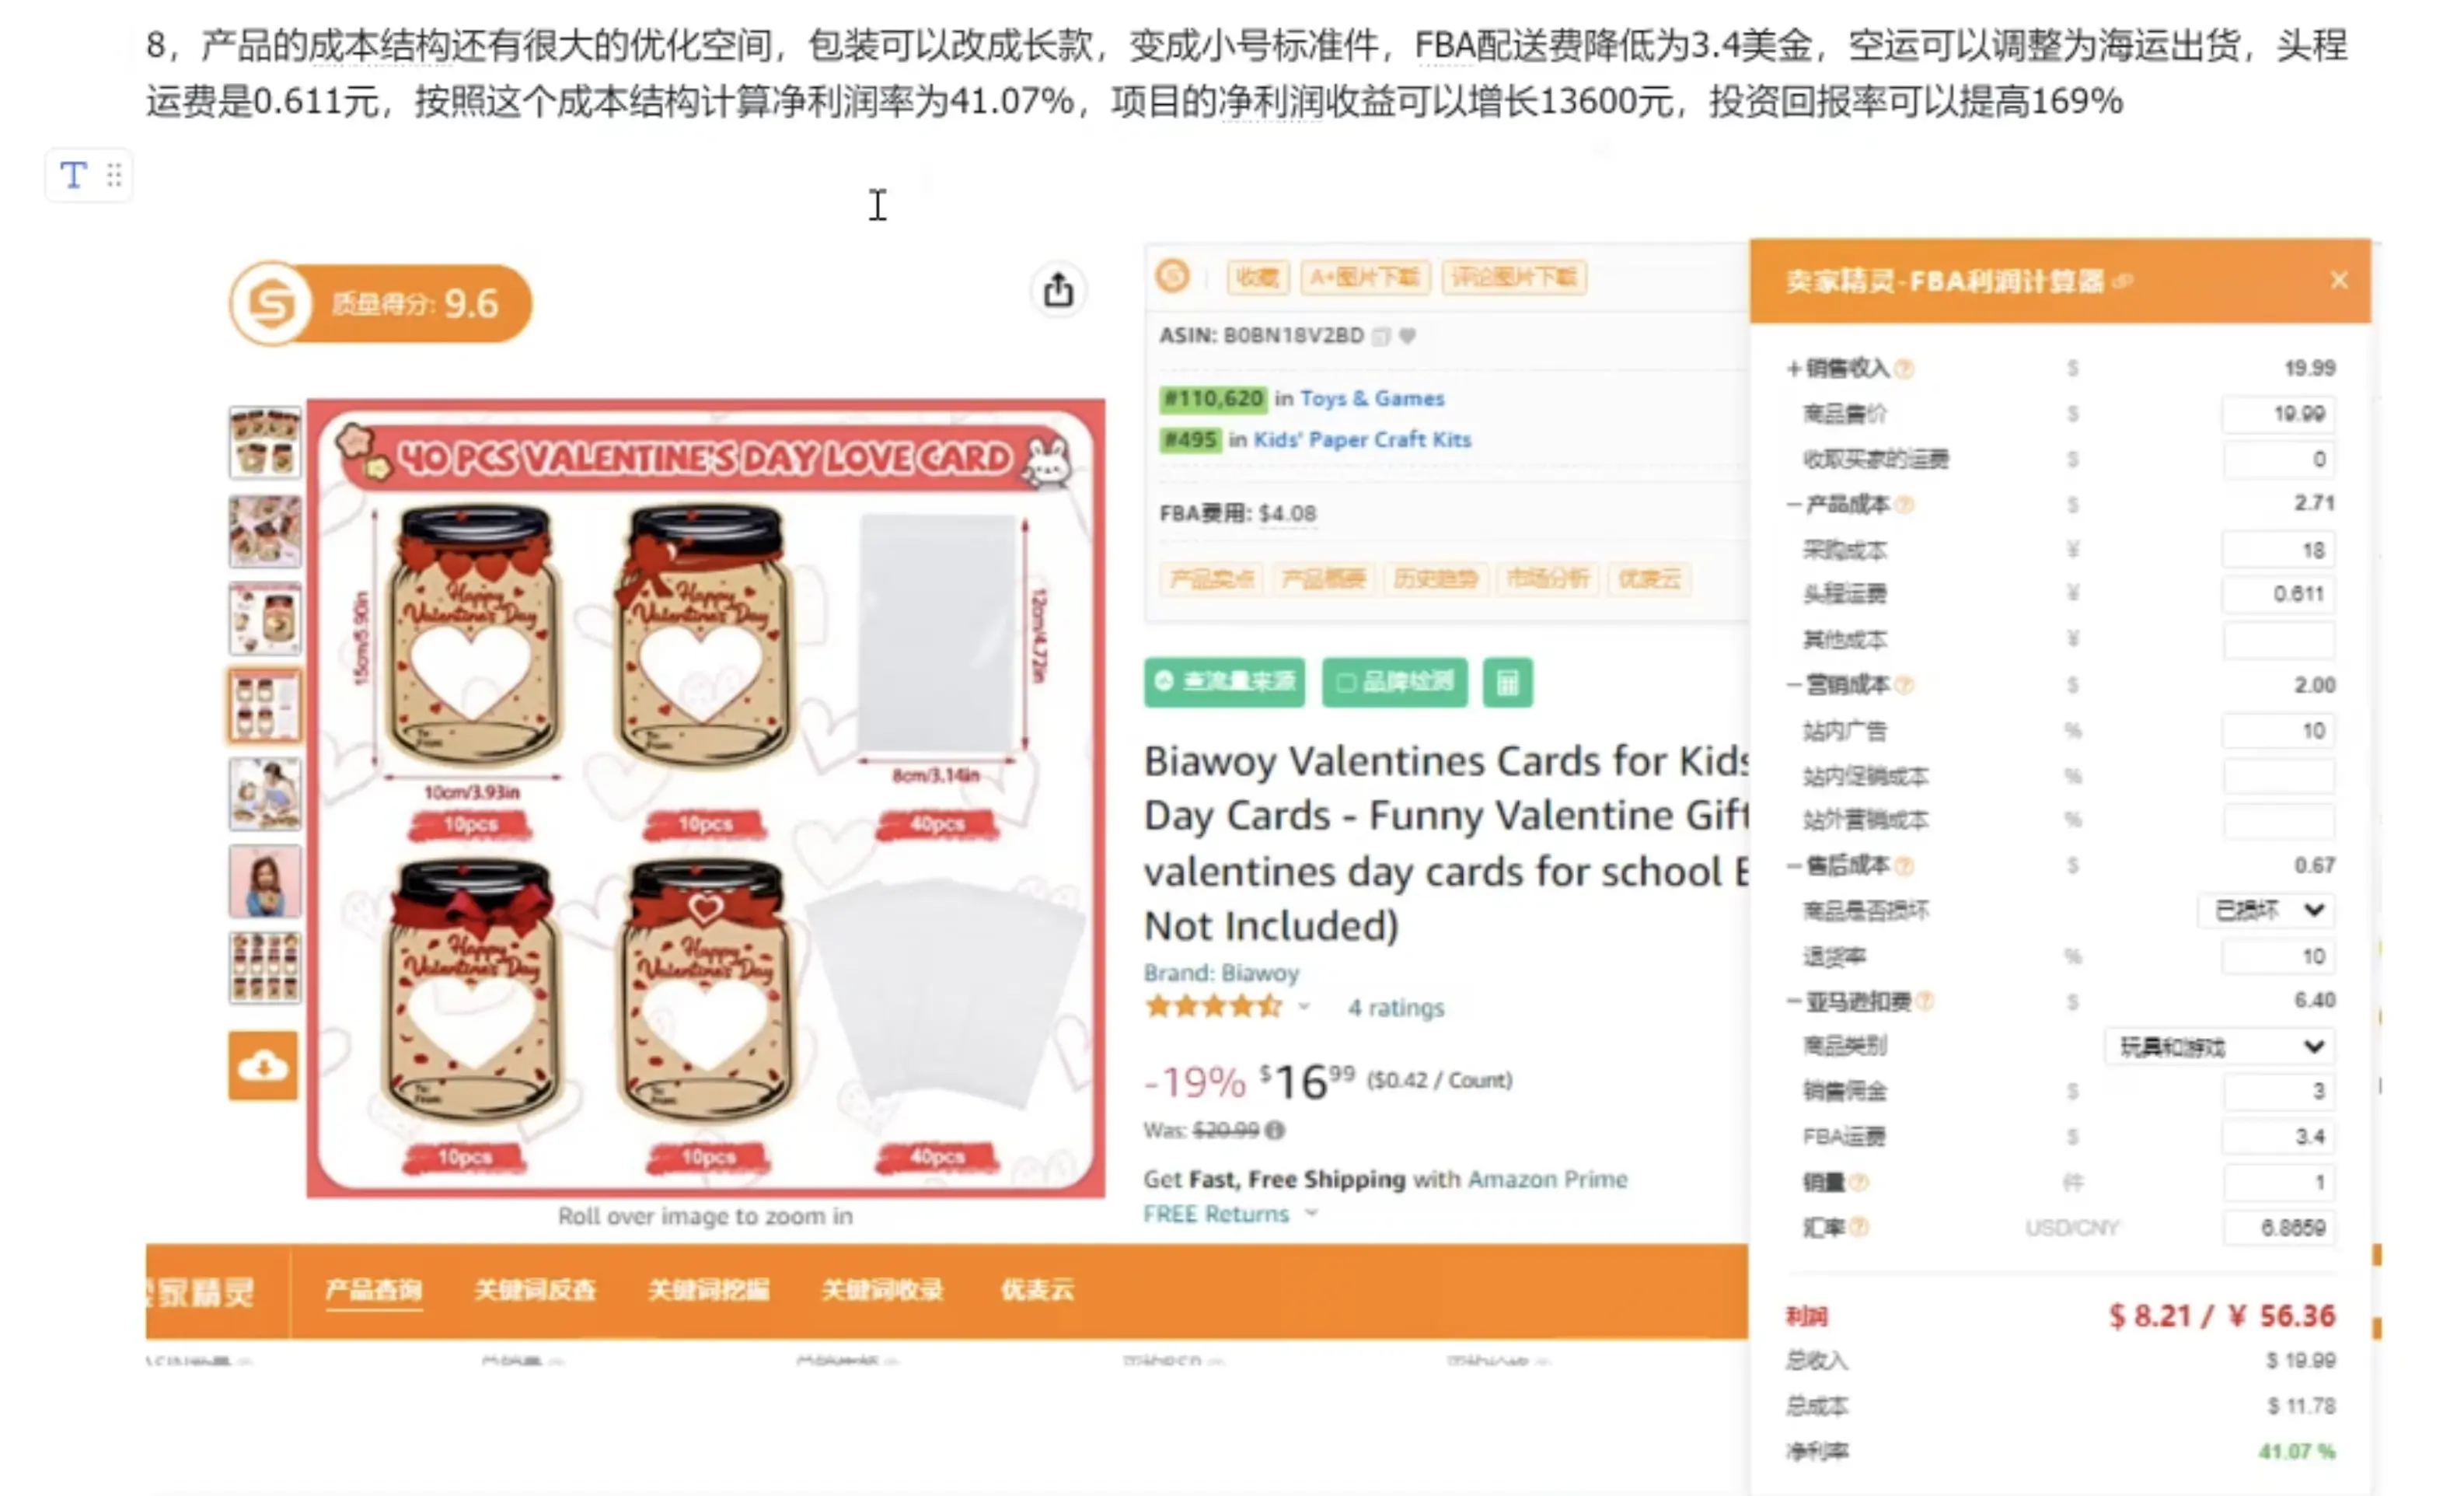 8，产品的成本结构还有很大的优化空间，包装可以改成长款，变成小号标准件，FBA配送费降低为3.4美金，空运可以调整为海运出货，头程
运费是0.611元，按照这个成本结构计算净利润率为41.07%，项目的净利润收益可以增长13600元，投资回报率可以提高169%
T
质量得分: 9.6
40 PCS VALENTINE'S DAY LOVE CARD
Happy Valentine's Day
To:
From:
Happy Valentine's Day
To:
From:
15cm/5.90in
10cm/3.93in
12cm/4.72in
8cm/3.14in
10pcs
10pcs
40pcs
Happy Valentine's Day
To:
From:
Happy Valentine's Day
To:
From:
10pcs
10pcs
40pcs
Roll over image to zoom in
收藏 A+图片下载 评论图片下载
ASIN: B0BN18V2BD
#110,620 in Toys & Games
#495 in Kids' Paper Craft Kits
FBA费用: $4.08
产品卖点 产品概要 历史趋势 市场分析 优麦云
查流量来源 品牌检测
Biawoy Valentines Cards for Kids
Day Cards - Funny Valentine Gift
valentines day cards for school
Not Included)
Brand: Biawoy
4 ratings
-19% $16.99 ($0.42 / Count)
Was: $20.99
Get Fast, Free Shipping with Amazon Prime
FREE Returns
卖家精灵-FBA利润计算器 ×
+ 销售收入 $ 19.99
商品售价 $ 19.99
收取买家的运费 $ 0
- 产品成本 $ 2.71
采购成本 ¥ 18
头程运费 ¥ 0.611
其他成本 ¥
- 营销成本 $ 2.00
站内广告 % 10
站内促销成本 %
站外营销成本 %
- 售后成本 $ 0.67
商品是否损坏 已损坏
退货率 % 10
- 亚马逊扣费 $ 6.40
商品类别 玩具和游戏
销售佣金 $ 3
FBA运费 $ 3.4
销量 件 1
汇率 USD/CNY 6.8659
利润 $ 8.21 / ¥ 56.36
总收入 $ 19.99
总成本 $ 11.78
净利率 41.07 %
家精灵 产品查询 关键词反查 关键词挖掘 关键词收录 优麦云